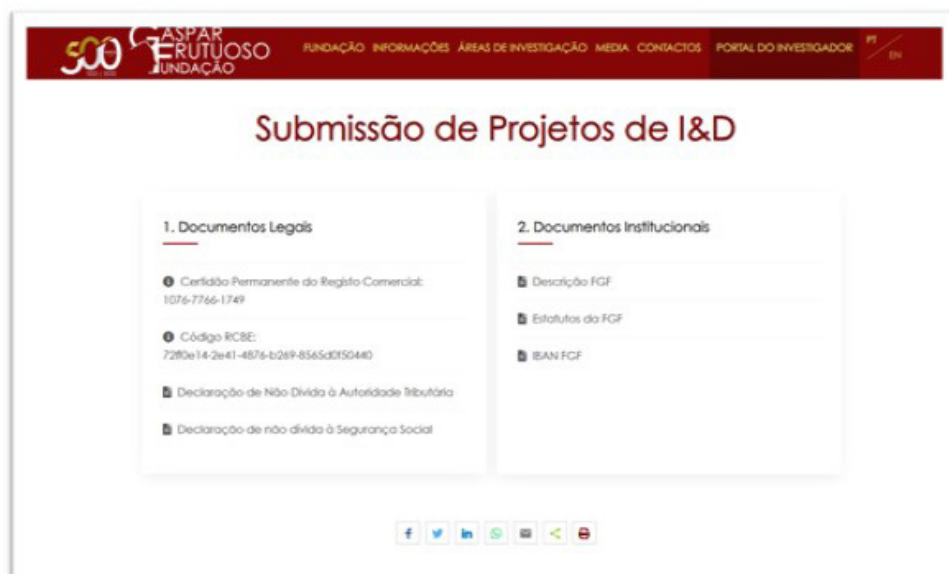 500
GASPAR
FRUTUOSO
FUNDAÇÃO
FUNDAÇÃO INFORMAÇÕES ÁREAS DE INVESTIGAÇÃO MEDIA CONTACTOS PORTAL DO INVESTIGADOR PT EN
Submissão de Projetos de I&D
1. Documentos Legais
Certidão Permanente do Registo Comercial:
1076-7766-1749
Código RCBE:
72ff0e14-2e41-4876-b269-8565d0f50440
Declaração de Não Dívida à Autoridade Tributária
Declaração de não dívida à Segurança Social
2. Documentos Institucionais
Descrição FGF
Estatutos da FGF
IBAN FGF